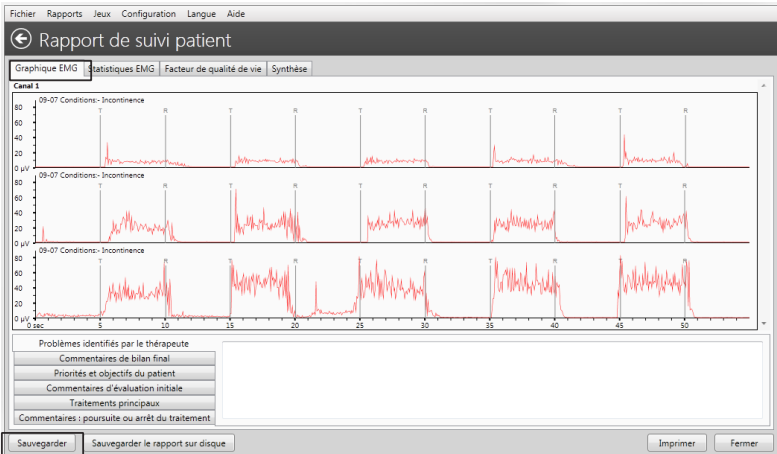 Fichier Rapports Jeux Configuration Langue Aide
Rapport de suivi patient
Graphique EMG Statistiques EMG Facteur de qualité de vie Synthèse
Canal 1
09-07 Conditions:- Incontinence
80
60
40
20
0 µV
T R T R T R T R T R
09-07 Conditions:- Incontinence
80
60
40
20
0 µV
T R T R T R T R T R
09-07 Conditions:- Incontinence
80
60
40
20
0 µV
T R T R T R T R T R
0 sec 5 10 15 20 25 30 35 40 45 50
Problèmes identifiés par le thérapeute
Commentaires de bilan final
Priorités et objectifs du patient
Commentaires d'évaluation initiale
Traitements principaux
Commentaires : poursuite ou arrêt du traitement
Sauvegarder Sauvegarder le rapport sur disque Imprimer Fermer